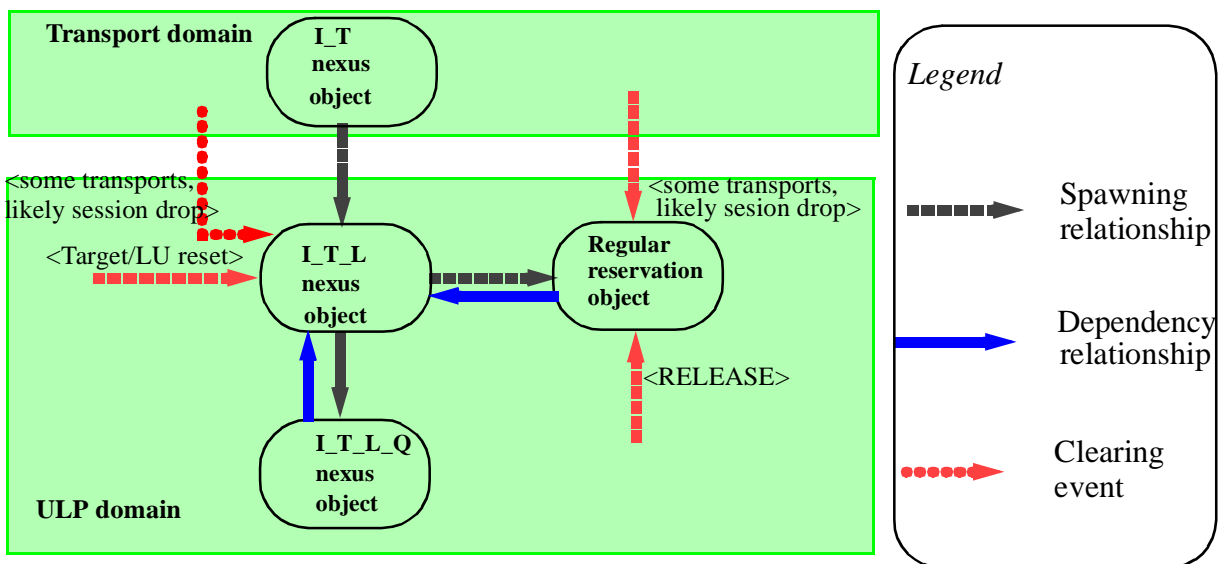 Transport domain
I_T
nexus
object
<some transports,
likely session drop>
<Target/LU reset>
I_T_L
nexus
object
<some transports,
likely sesion drop>
Regular
reservation
object
<RELEASE>
I_T_L_Q
nexus
object
ULP domain
Legend
Spawning
relationship
Dependency
relationship
Clearing
event